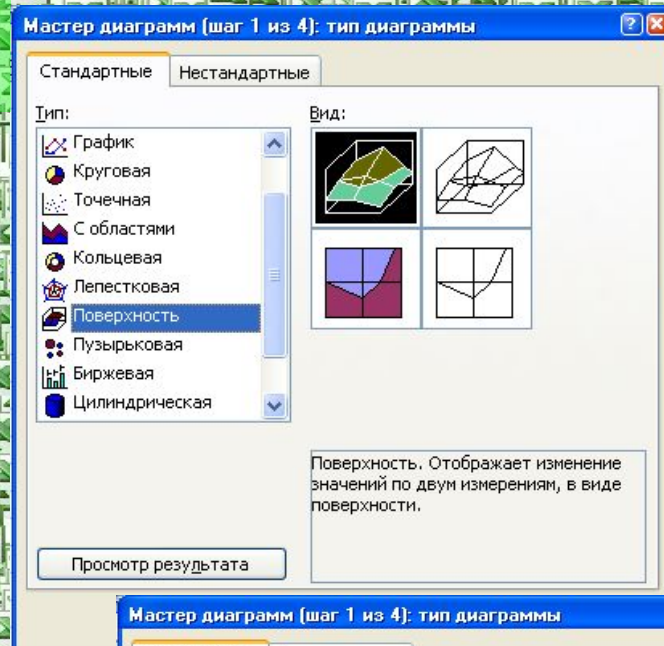 Мастер диаграмм (шаг 1 из 4): тип диаграммы
Стандартные Нестандартные
Тип:
График
Круговая
Точечная
С областями
Кольцевая
Лепестковая
Поверхность
Пузырьковая
Биржевая
Цилиндрическая
Вид:
Поверхность. Отображает изменение
значений по двум измерениям, в виде
поверхности.
Просмотр результата
Мастер диаграмм (шаг 1 из 4): тип диаграммы